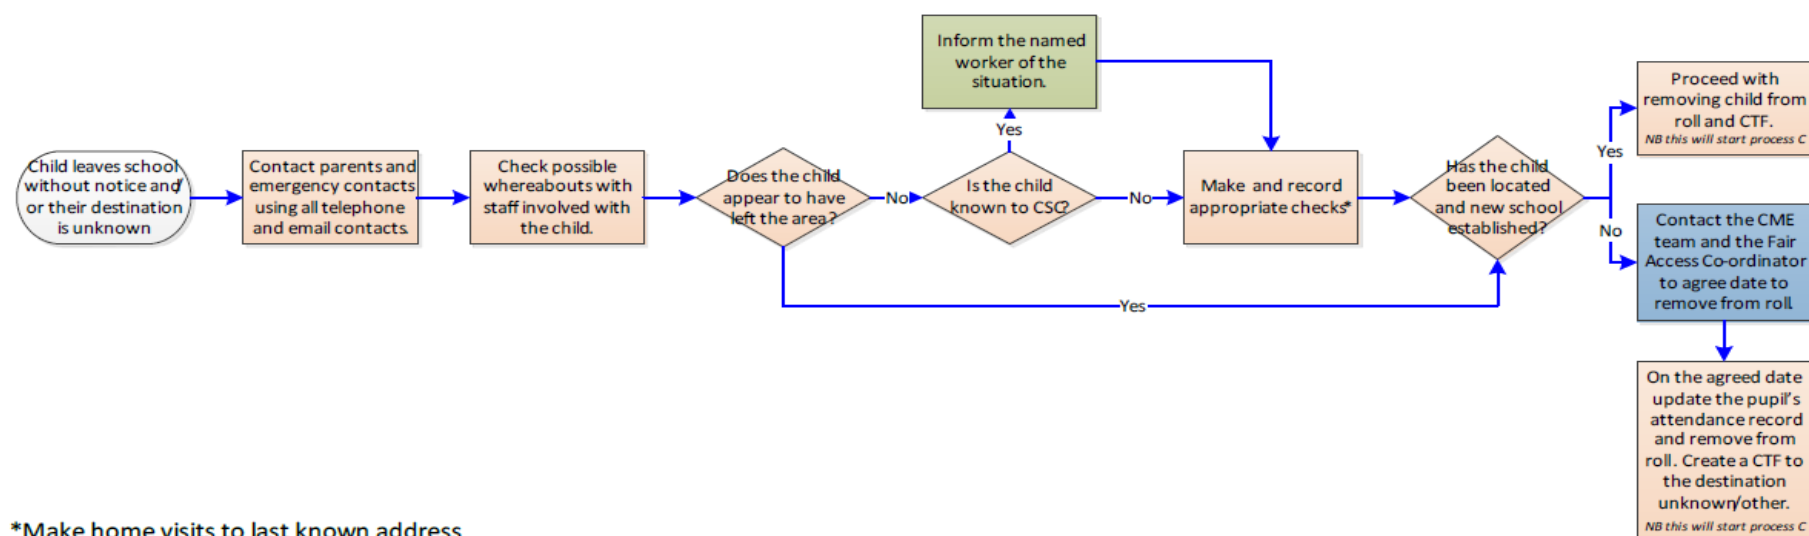 Child leaves school
without notice and/
or their destination
is unknown
Contact parents and
emergency contacts
using all telephone
and email contacts.
Check possible
whereabouts with
staff involved with
the child.
Does the child
appear to have
left the area?
No
Yes
Inform the named
worker of the
situation.
Yes
Is the child
known to CSC?
No
Make and record
appropriate checks*
Has the child
been located
and new school
established?
Yes
No
Proceed with
removing child from
roll and CTF.
NB this will start process C
Contact the CME
team and the Fair
Access Co-ordinator
to agree date to
remove from roll.
On the agreed date
update the pupil's
attendance record
and remove from
roll. Create a CTF to
the destination
unknown/other.
NB this will start process C
*Make home visits to last known address